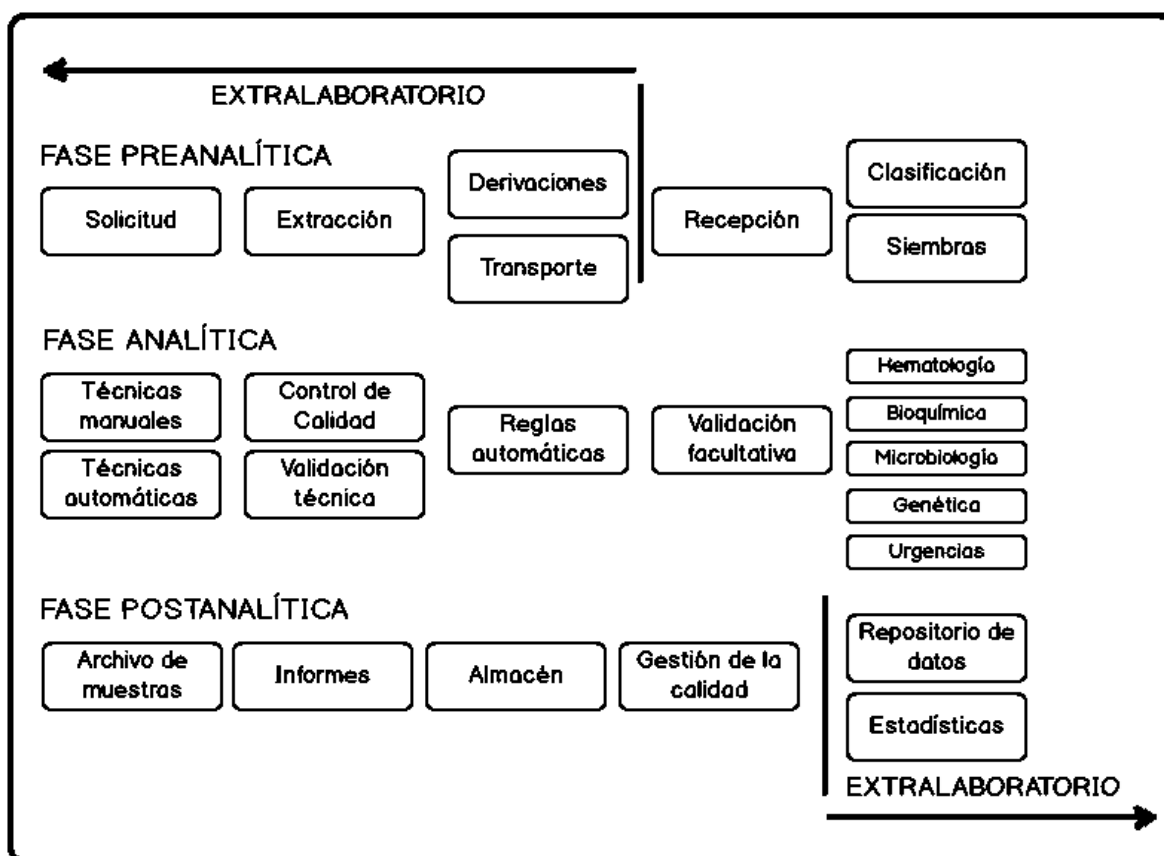 EXTRALABORATORIO
FASE PREANALÍTICA
Solicitud
Extracción
Derivaciones
Transporte
Recepción
Clasificación
Siembras
FASE ANALÍTICA
Técnicas
manuales
Técnicas
automáticas
Control de
Calidad
Validación
técnica
Reglas
automáticas
Validación
facultativa
Hematología
Bioquímica
Microbiología
Genética
Urgencias
FASE POSTANALÍTICA
Archivo de
muestras
Informes
Almacén
Gestión de la
calidad
Repositorio de
datos
Estadísticas
EXTRALABORATORIO